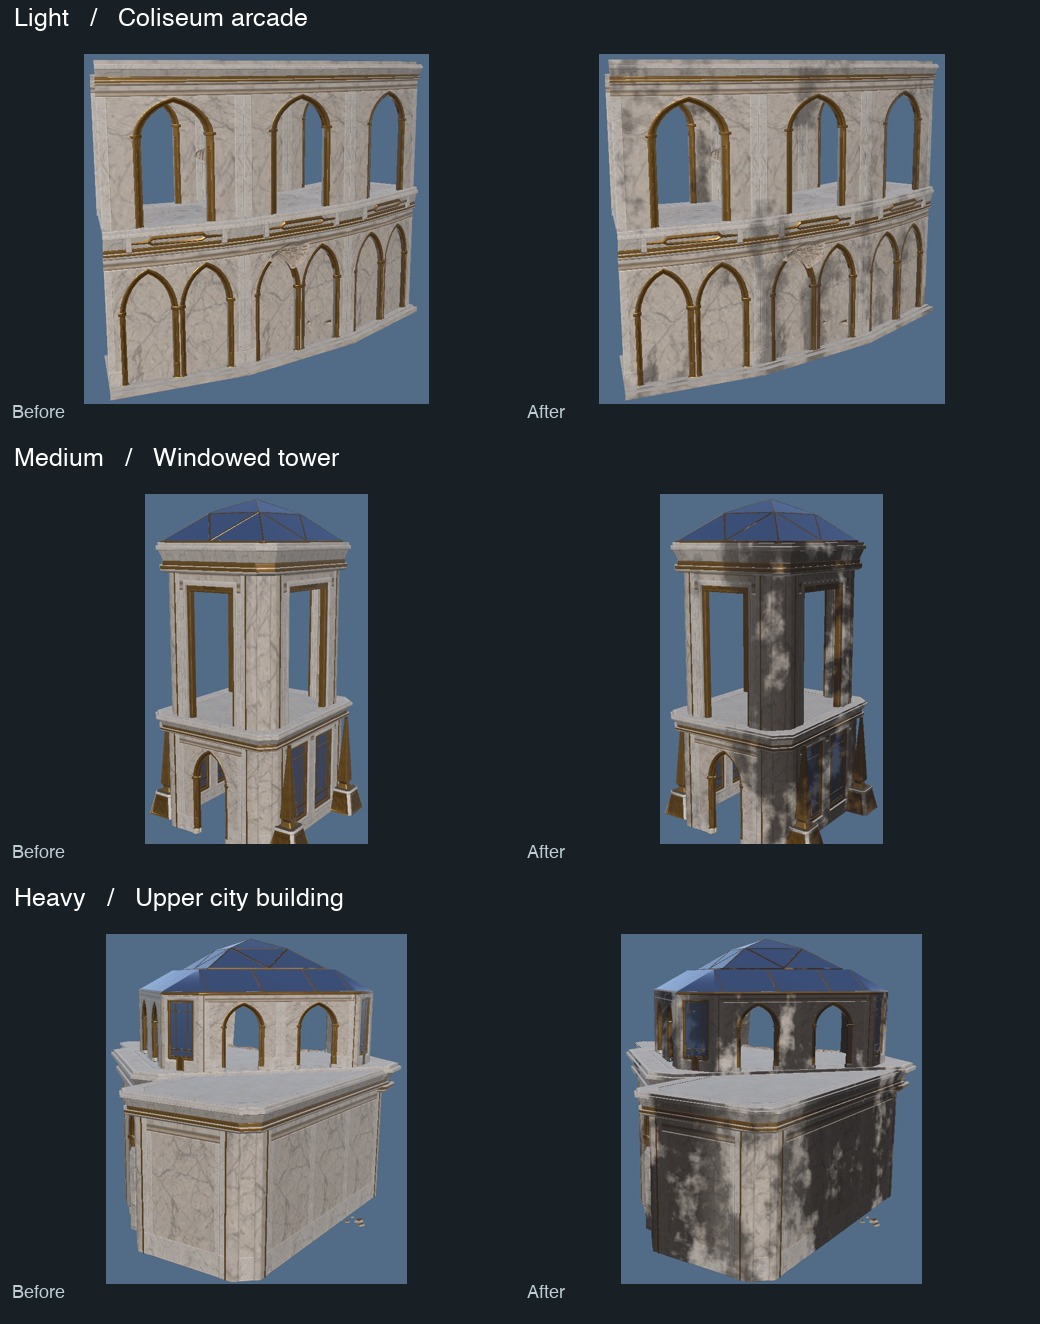 Light / Coliseum arcade
Before
After
Medium / Windowed tower
Before
After
Heavy / Upper city building
Before
After